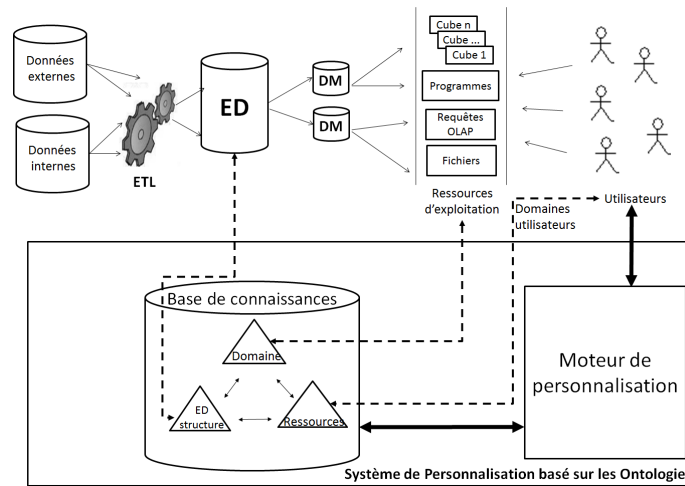 Données
externes
Données
internes
ETL
ED
DM
DM
Cube n
Cube ...
Cube 1
Programmes
Requêtes
OLAP
Fichiers
Ressources
d'exploitation
Domaines
utilisateurs
Utilisateurs
Base de connaissances
Domaine
ED
structure
Ressources
Moteur de
personnalisation
Système de Personnalisation basé sur les Ontologie